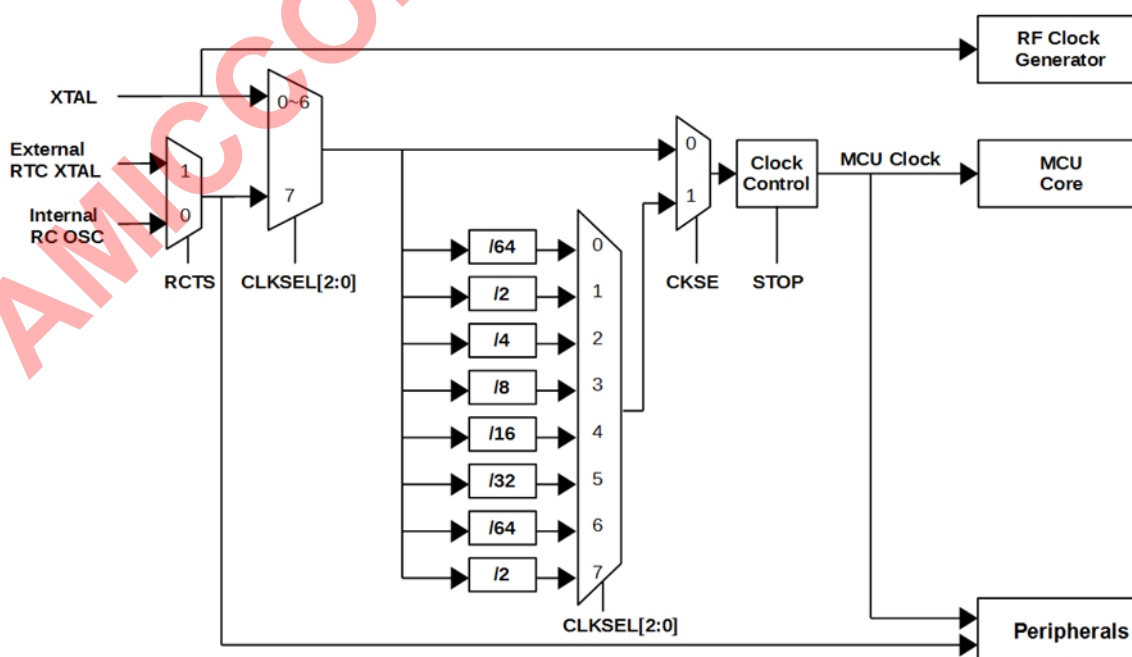 AMICCO
RF Clock
Generator
XTAL
0~6
External
RTC XTAL
1
0
Internal
RC OSC
7
RCTS
CLKSEL[2:0]
0
1
CKSE
Clock
Control
STOP
MCU Clock
MCU
Core
/64
0
/2
1
/4
2
/8
3
/16
4
/32
5
/64
6
/2
7
CLKSEL[2:0]
Peripherals